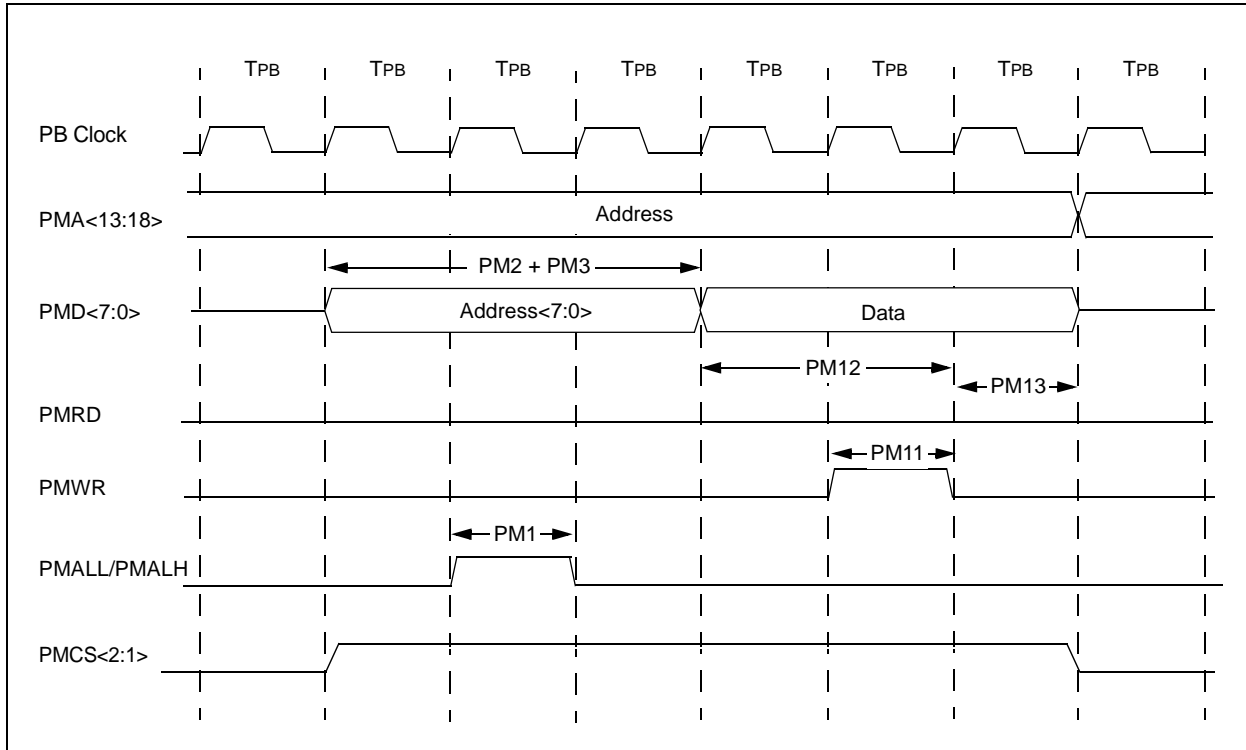 TPB TPB TPB TPB TPB TPB TPB TPB
PB Clock
PMA<13:18>
Address
PM2 + PM3
PMD<7:0>
Address<7:0>
Data
PM12
PM13
PMRD
PM11
PMWR
PM1
PMALL/PMALH
PMCS<2:1>